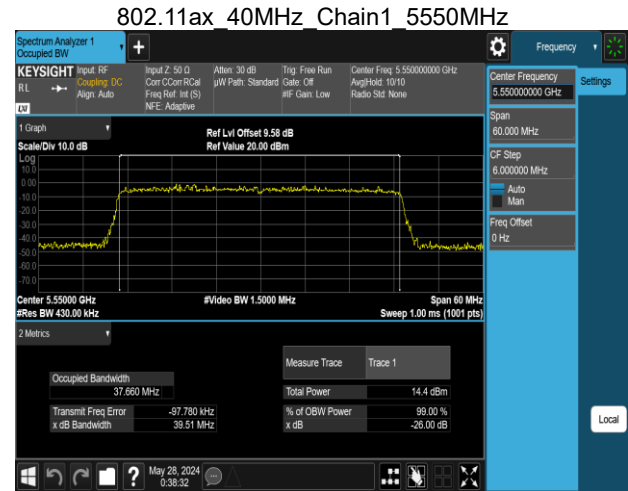 802.11ax_40MHz_Chain1_5550MHz
Spectrum Analyzer 1
Occupied BW
Frequency
KEYSIGHT
RL
LXI
Input: RF
Coupling: DC
Align: Auto
Input Z: 50 Ω
Corr CCorr RCal
Freq Ref: Int (S)
NFE: Adaptive
Atten: 30 dB
µW Path: Standard
Trig: Free Run
Gate: Off
#IF Gain: Low
Center Freq: 5.550000000 GHz
Avg|Hold: 10/10
Radio Std: None
Center Frequency
5.550000000 GHz
Settings
Span
60.000 MHz
CF Step
6.000000 MHz
Auto
Man
Freq Offset
0 Hz
Local
1 Graph
Scale/Div 10.0 dB
Ref Lvl Offset 9.58 dB
Ref Value 20.00 dBm
Log
10.0
0.00
-10.0
-20.0
-30.0
-40.0
-50.0
-60.0
-70.0
Center 5.55000 GHz
#Video BW 1.5000 MHz
Span 60 MHz
#Res BW 430.00 kHz
Sweep 1.00 ms (1001 pts)
2 Metrics
Measure Trace
Trace 1
Occupied Bandwidth
37.660 MHz
Total Power
14.4 dBm
Transmit Freq Error
-97.780 kHz
% of OBW Power
99.00 %
x dB Bandwidth
39.51 MHz
x dB
-26.00 dB
?
May 28, 2024
0:38:32